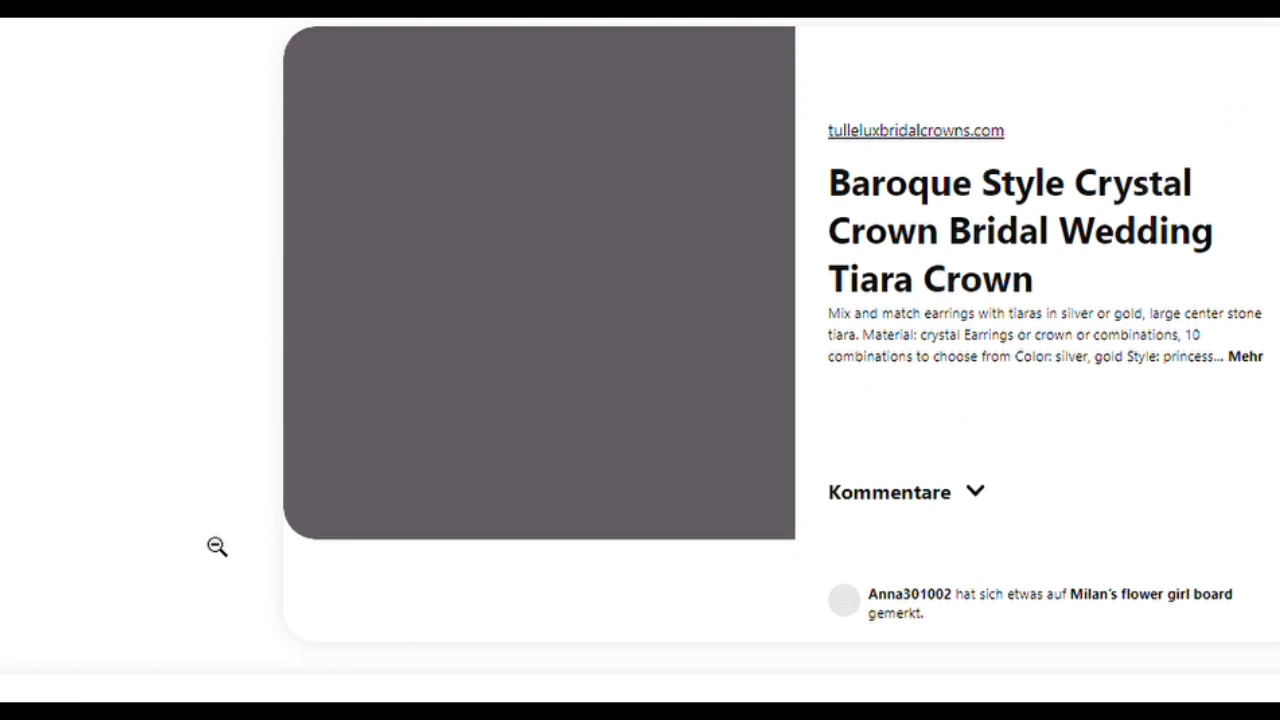 tulleluxbridalcrowns.com
Baroque Style Crystal
Crown Bridal Wedding
Tiara Crown
Mix and match earrings with tiaras in silver or gold, large center stone
tiara. Material: crystal Earrings or crown or combinations, 10
combinations to choose from Color: silver, gold Style: princess... Mehr
Kommentare
Anna301002 hat sich etwas auf Milan's flower girl board
gemerkt.